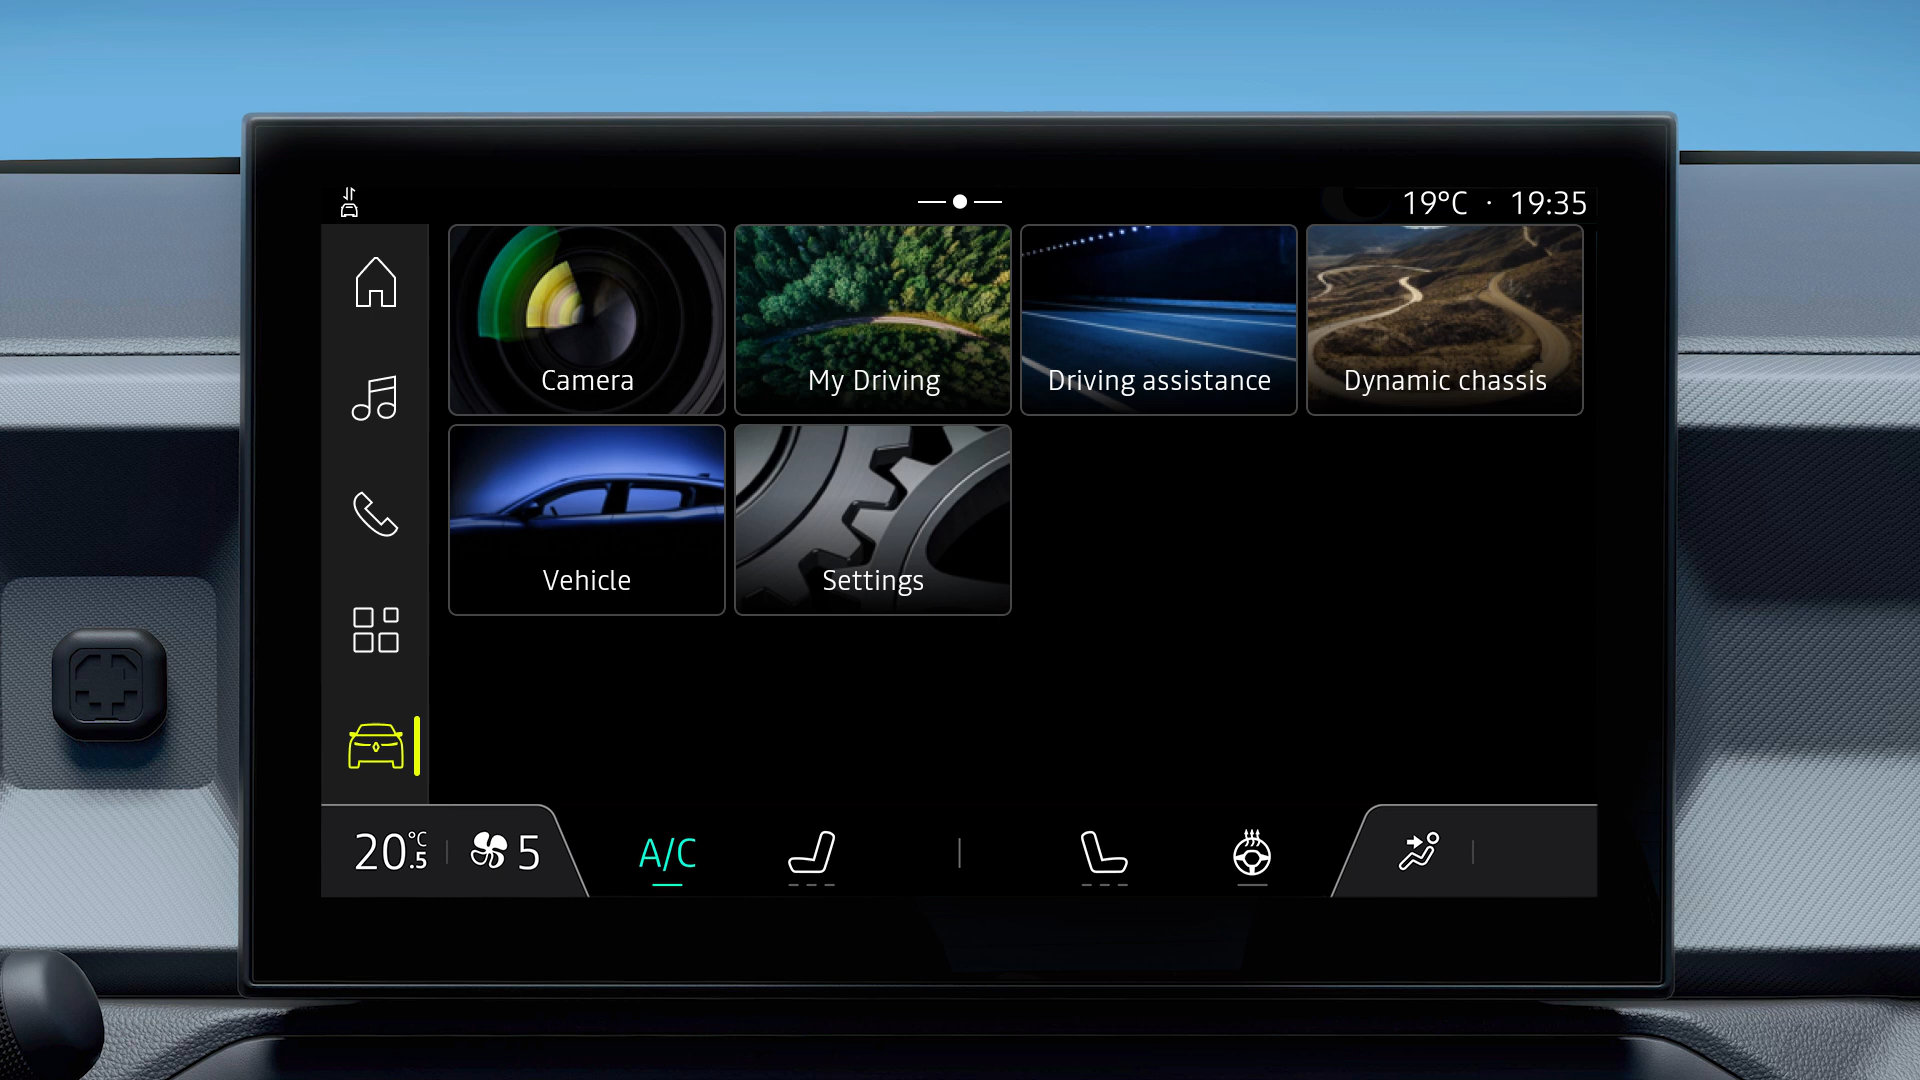 19°C · 19:35
Camera
My Driving
Driving assistance
Dynamic chassis
Vehicle
Settings
20.5 °C
5
A/C